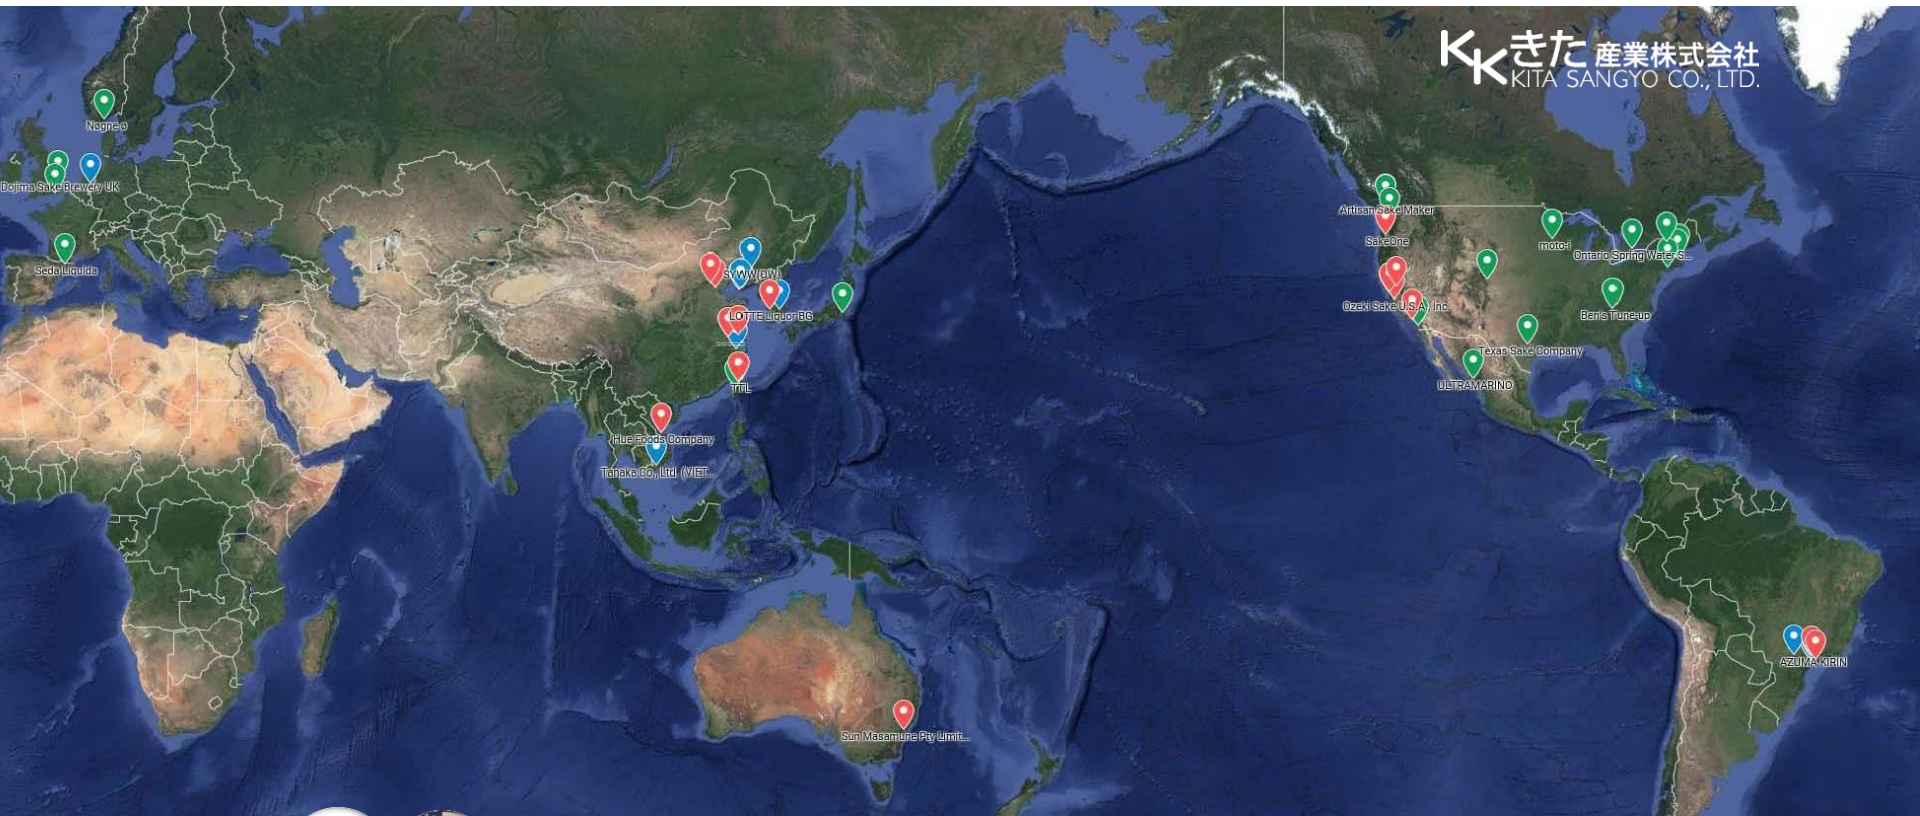 きた 産業株式会社
KITA SANGYO CO., LTD.
Nøgne ø
Dojima Sake Brewery UK
Seda Liquida
SYWW(DW)
LOTTE Liquor BG
TTL
Hue Foods Company
Tanaka Co., Ltd. (VIET...
Sun Masamune Pty Limit...
Artisan Sake Maker
SakeOne
Ozeki Sake (U.S.A), Inc.
moto-i
Ontario Spring Water S...
Ben's Tune-up
Texas Sake Company
ULTRAMARINO
AZUMA KIRIN